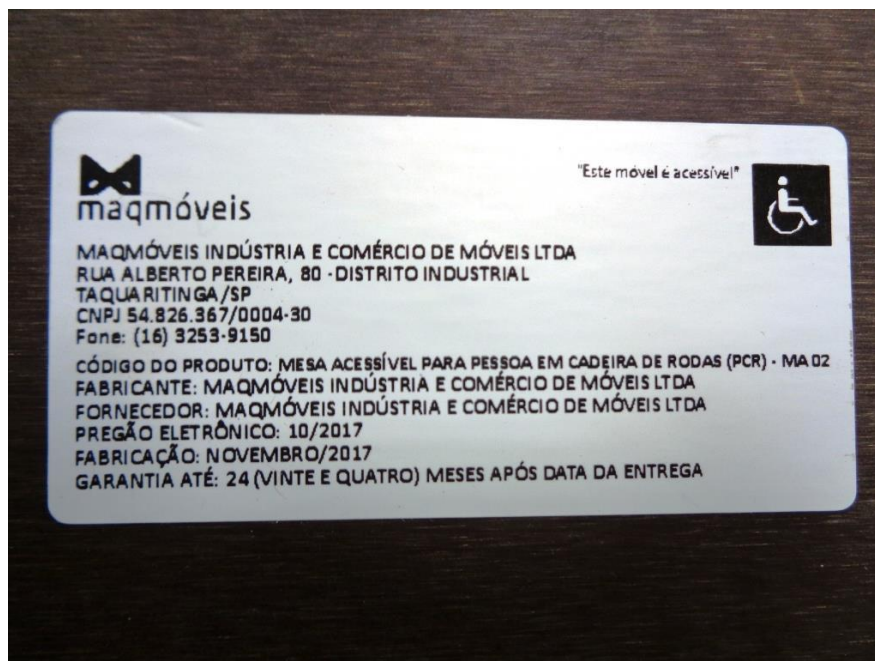 maqmóveis
"Este móvel é acessível"
MAQMÓVEIS INDÚSTRIA E COMÉRCIO DE MÓVEIS LTDA
RUA ALBERTO PEREIRA, 80 - DISTRITO INDUSTRIAL
TAQUARITINGA/SP
CNPJ 54.826.367/0004-30
Fone: (16) 3253-9150
CÓDIGO DO PRODUTO: MESA ACESSÍVEL PARA PESSOA EM CADEIRA DE RODAS (PCR) - MA 02
FABRICANTE: MAQMÓVEIS INDÚSTRIA E COMÉRCIO DE MÓVEIS LTDA
FORNECEDOR: MAQMÓVEIS INDÚSTRIA E COMÉRCIO DE MÓVEIS LTDA
PREGÃO ELETRÔNICO: 10/2017
FABRICAÇÃO: NOVEMBRO/2017
GARANTIA ATÉ: 24 (VINTE E QUATRO) MESES APÓS DATA DA ENTREGA